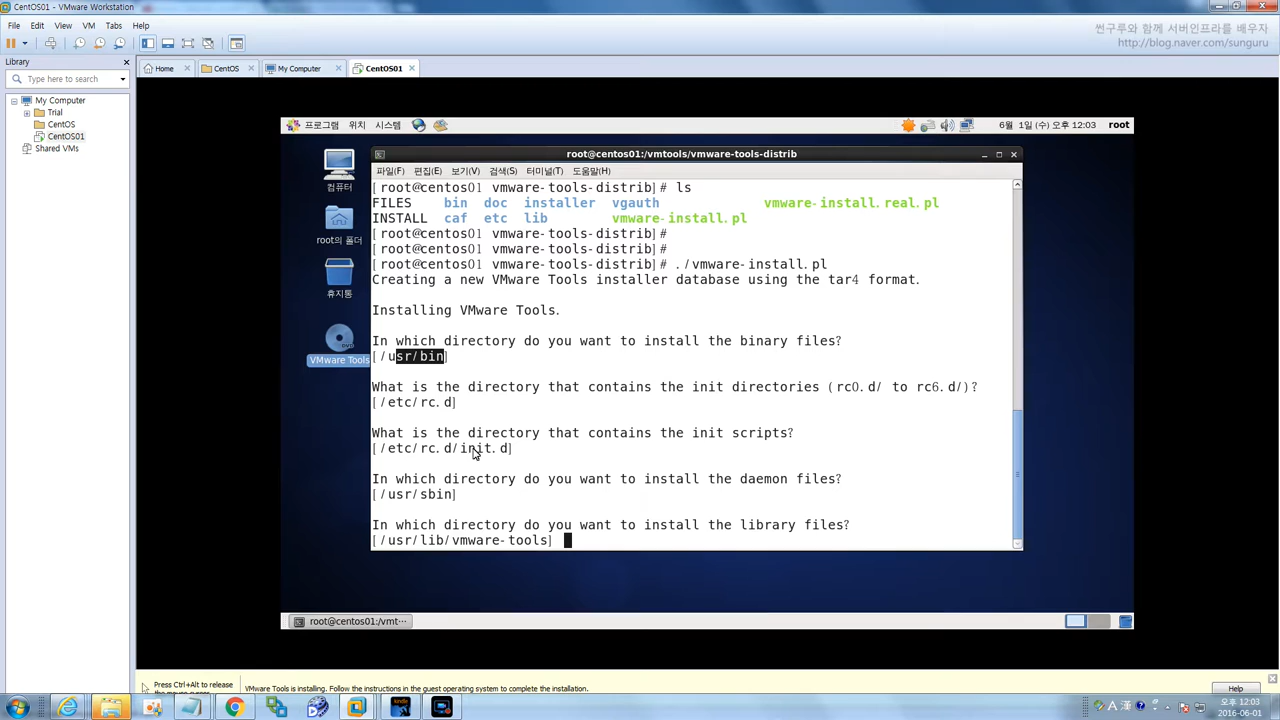 CentOS01 - VMware Workstation
File Edit View VM Tabs Help
썬구루와 함께 서버인프라를 배우자
http://blog.naver.com/sunguru
Library
Type here to search
My Computer
Trial
CentOS
CentOS01
Shared VMs
Home CentOS My Computer CentOS01
프로그램 위치 시스템
6월 1일 (수) 오후 12:03 root
컴퓨터
root의 폴더
휴지통
VMware Tools
root@centos01:/vmtools/vmware-tools-distrib
파일(F) 편집(E) 보기(V) 검색(S) 터미널(T) 도움말(H)
[root@centos01 vmware-tools-distrib]# ls
FILES bin doc installer vgauth vmware-install.real.pl
INSTALL caf etc lib vmware-install.pl
[root@centos01 vmware-tools-distrib]#
[root@centos01 vmware-tools-distrib]#
[root@centos01 vmware-tools-distrib]# ./vmware-install.pl
Creating a new VMware Tools installer database using the tar4 format.
Installing VMware Tools.
In which directory do you want to install the binary files?
[/usr/bin]
What is the directory that contains the init directories (rc0.d/ to rc6.d/)?
[/etc/rc.d]
What is the directory that contains the init scripts?
[/etc/rc.d/init.d]
In which directory do you want to install the daemon files?
[/usr/sbin]
In which directory do you want to install the library files?
[/usr/lib/vmware-tools]
root@centos01:/vmt…
Press Ctrl+Alt to release
VMware Tools is installing. Follow the instructions in the guest operating system to complete the installation.
Help
kindle
A 漢
오후 12:03
2016-06-01